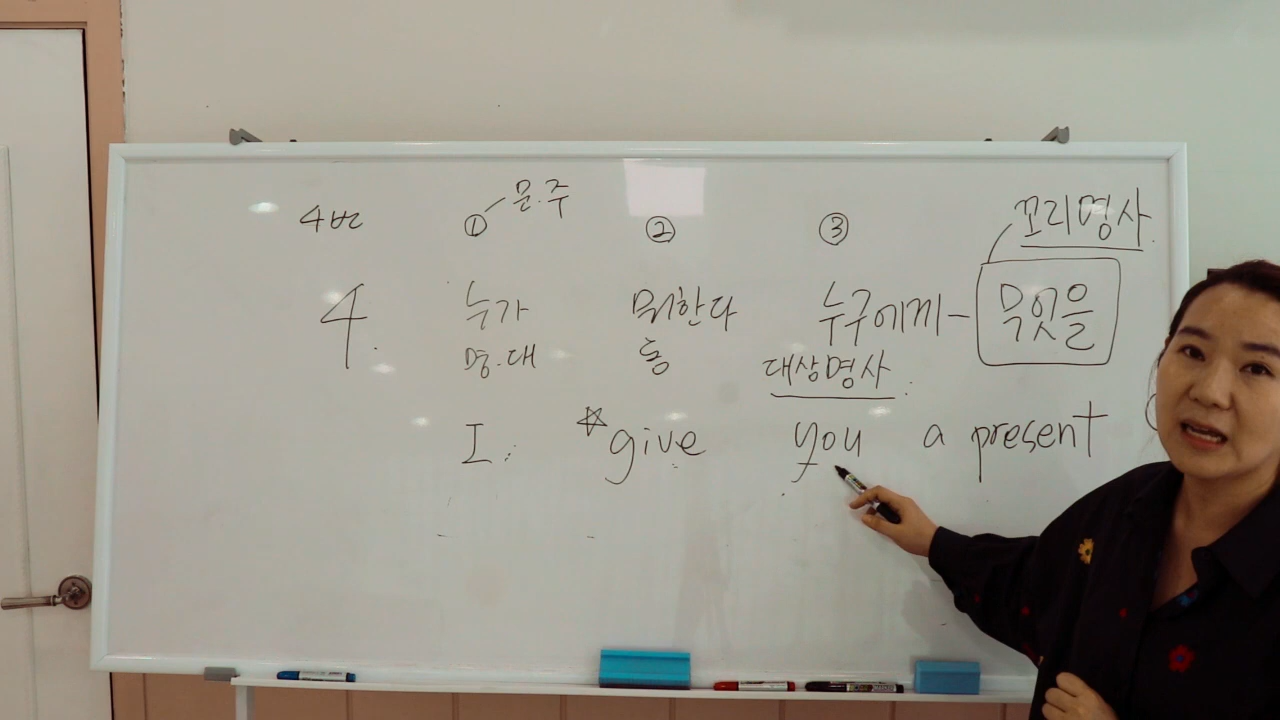 4번 ① 문.주 ② ③ 꼬리명사.
4. 누가 뭐한다 누구에게 - 무엇을
명.대 동 대상명사.
I. *give you a present